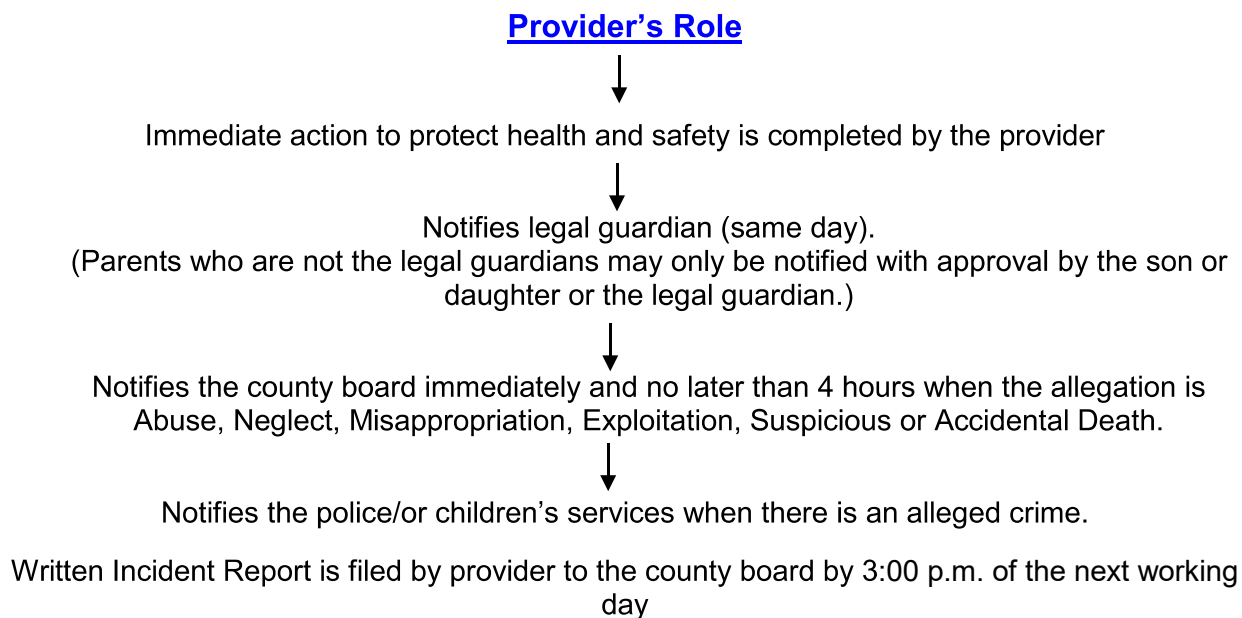 Provider’s Role
Immediate action to protect health and safety is completed by the provider
Notifies legal guardian (same day).
(Parents who are not the legal guardians may only be notified with approval by the son or
daughter or the legal guardian.)
Notifies the county board immediately and no later than 4 hours when the allegation is
Abuse, Neglect, Misappropriation, Exploitation, Suspicious or Accidental Death.
Notifies the police/or children’s services when there is an alleged crime.
Written Incident Report is filed by provider to the county board by 3:00 p.m. of the next working
day